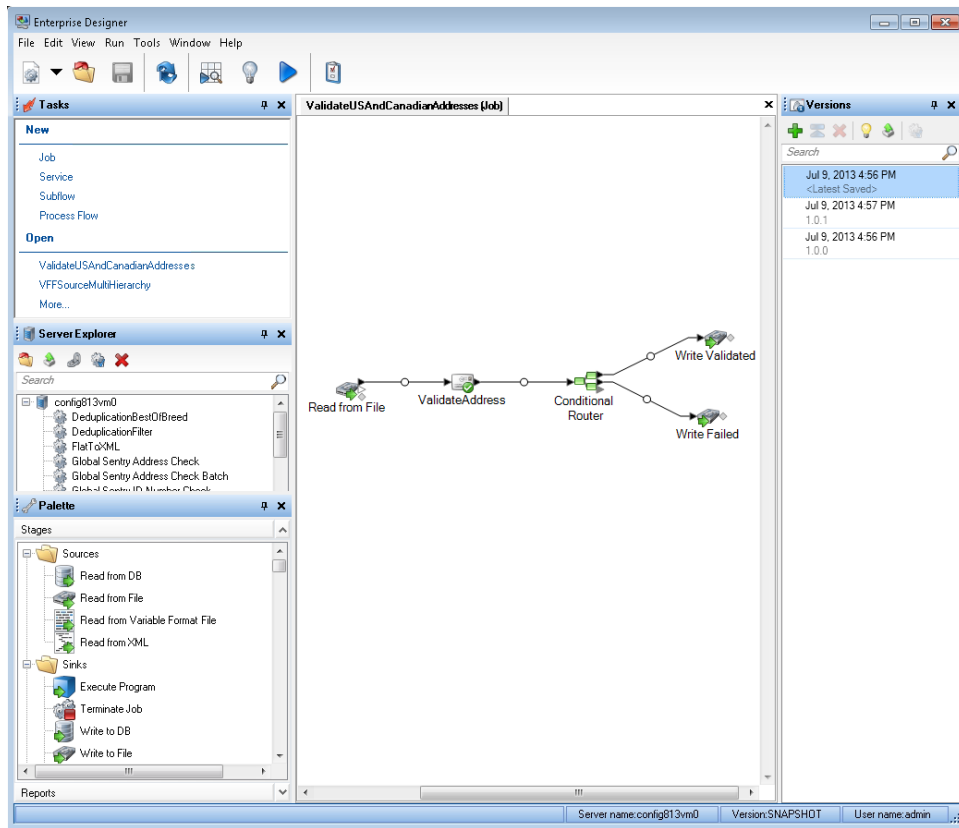 Enterprise Designer
File Edit View Run Tools Window Help
Tasks
New
Job
Service
Subflow
Process Flow
Open
ValidateUSAndCanadianAddresses
VFFSourceMultiHierarchy
More...
Server Explorer
Search
config813vm0
DeduplicationBestOfBreed
DeduplicationFilter
FlatToXML
Global Sentry Address Check
Global Sentry Address Check Batch
Global Sentry ID Number Check
Palette
Stages
Sources
Read from DB
Read from File
Read from Variable Format File
Read from XML
Sinks
Execute Program
Terminate Job
Write to DB
Write to File
Reports
ValidateUSAndCanadianAddresses (Job)
Read from File
ValidateAddress
Conditional
Router
Write Validated
Write Failed
Versions
Search
Jul 9, 2013 4:56 PM
<Latest Saved>
Jul 9, 2013 4:57 PM
1.0.1
Jul 9, 2013 4:56 PM
1.0.0
Server name:config813vm0 Version:SNAPSHOT User name:admin